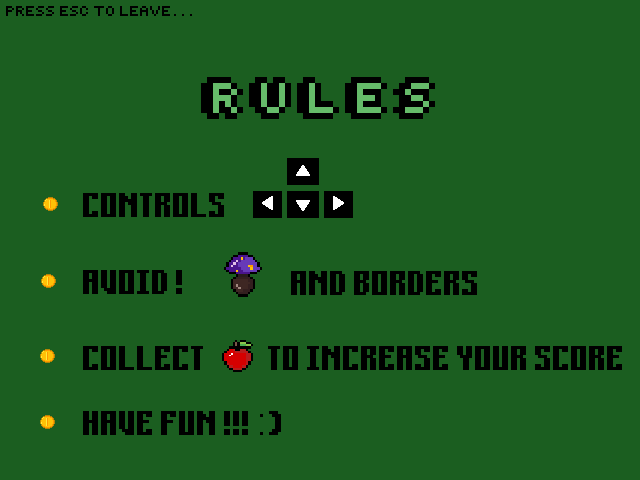 PRESS ESC TO LEAVE...
RULES
CONTROLS
AVOID! AND BORDERS
COLLECT TO INCREASE YOUR SCORE
HAVE FUN!!! :)